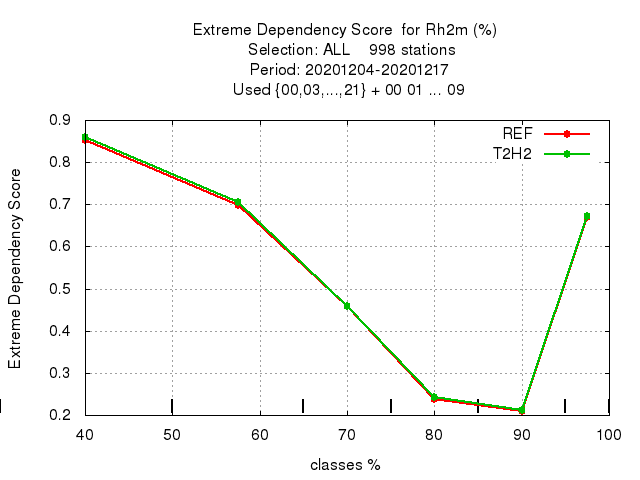 Extreme Dependency Score  for Rh2m (%)
Selection: ALL    998 stations
Period: 20201204-20201217
Used {00,03,...,21} + 00 01 ... 09
REF
T2H2
Extreme Dependency Score
0.9
0.8
0.7
0.6
0.5
0.4
0.3
0.2
40 50 60 70 80 90 100
classes %